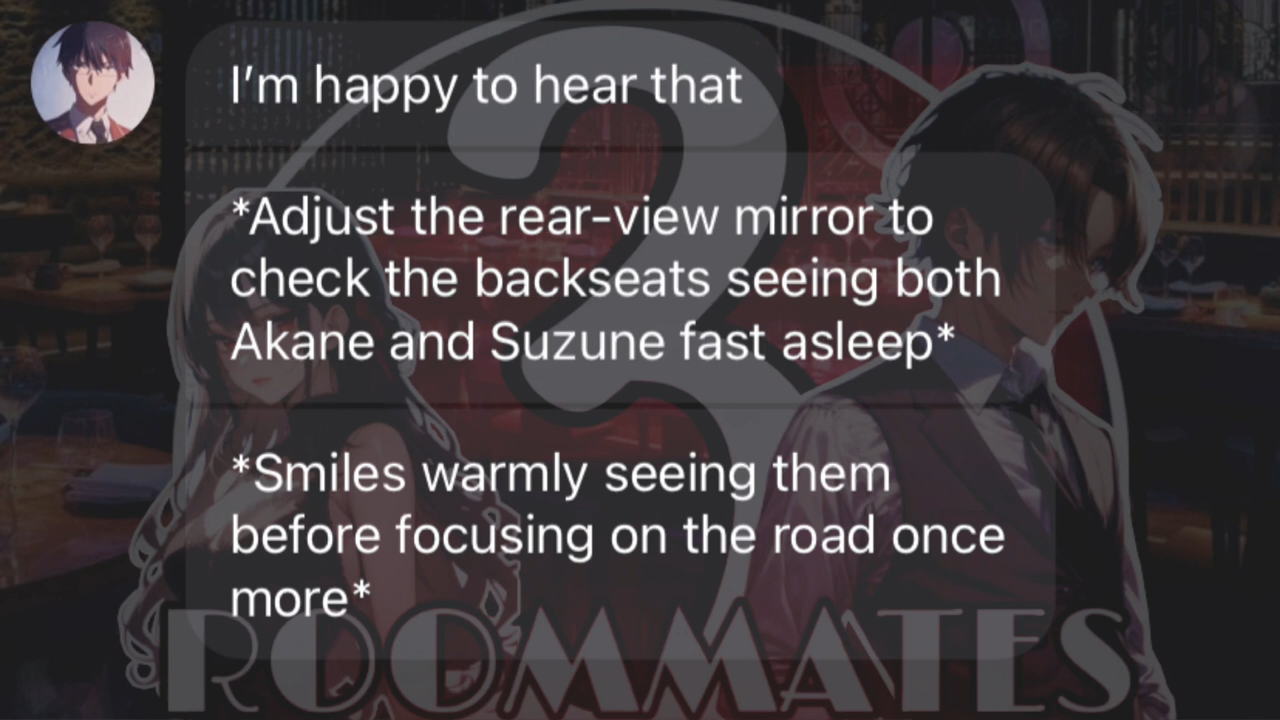 I’m happy to hear that
*Adjust the rear-view mirror to
check the backseats seeing both
Akane and Suzune fast asleep*
*Smiles warmly seeing them
before focusing on the road once
more*
3
ROOMMATES